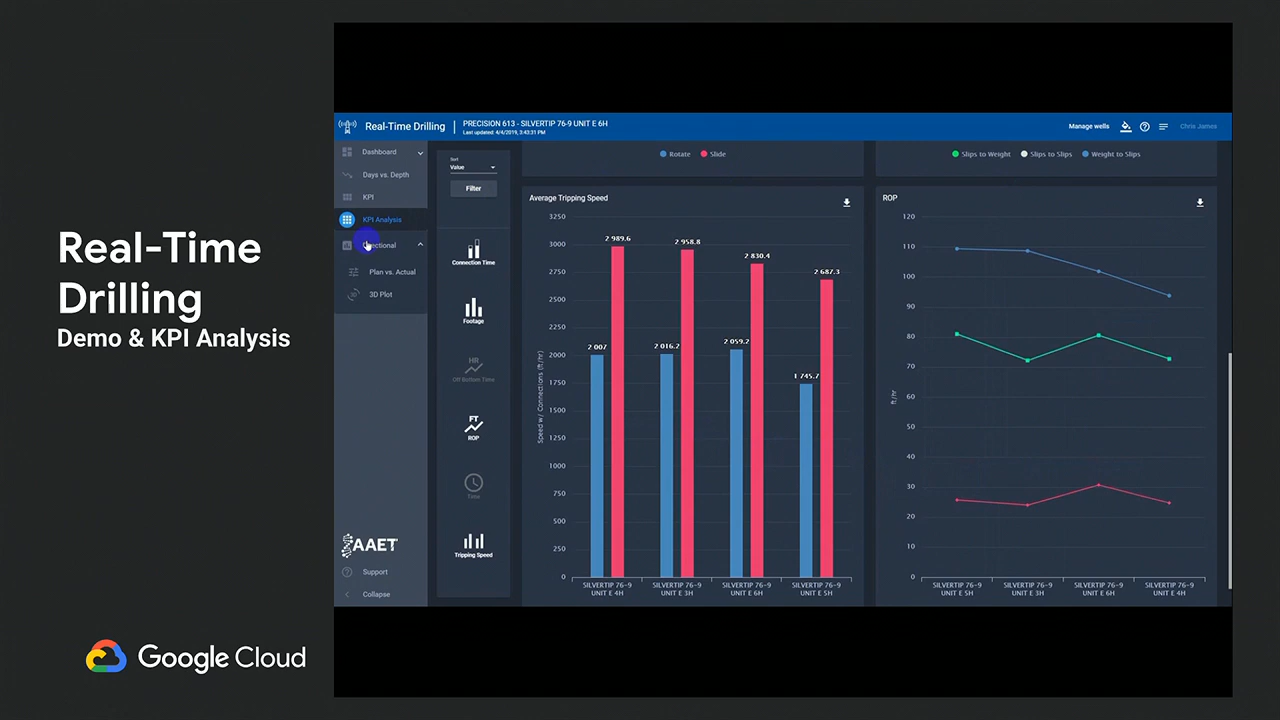 Real-Time
Drilling
Demo & KPI Analysis
Google Cloud
Real-Time Drilling
PRECISION 613 - SILVERTIP 76-9 UNIT E 6H
Last updated: 4/4/2019, 3:43:31 PM
Manage wells
Chris James
Dashboard
Days vs. Depth
KPI
KPI Analysis
Directional
Plan vs. Actual
3D Plot
AAET
Support
Collapse
Sort
Value
Filter
Connection Time
Footage
HR
Off Bottom Time
FT
ROP
Time
Tripping Speed
Rotate Slide
Average Tripping Speed
Speed w/ Connections (ft/hr)
3250
3000
2750
2500
2250
2000
1750
1500
1250
1000
750
500
250
0
2 007
2 989.6
2 016.2
2 958.8
2 059.2
2 830.4
1 745.7
2 687.3
SILVERTIP 76-9
UNIT E 4H
SILVERTIP 76-9
UNIT E 3H
SILVERTIP 76-9
UNIT E 6H
SILVERTIP 76-9
UNIT E 5H
Slips to Weight Slips to Slips Weight to Slips
ROP
ft/hr
120
110
100
90
80
70
60
50
40
30
20
10
0
SILVERTIP 76-9
UNIT E 5H
SILVERTIP 76-9
UNIT E 3H
SILVERTIP 76-9
UNIT E 6H
SILVERTIP 76-9
UNIT E 4H